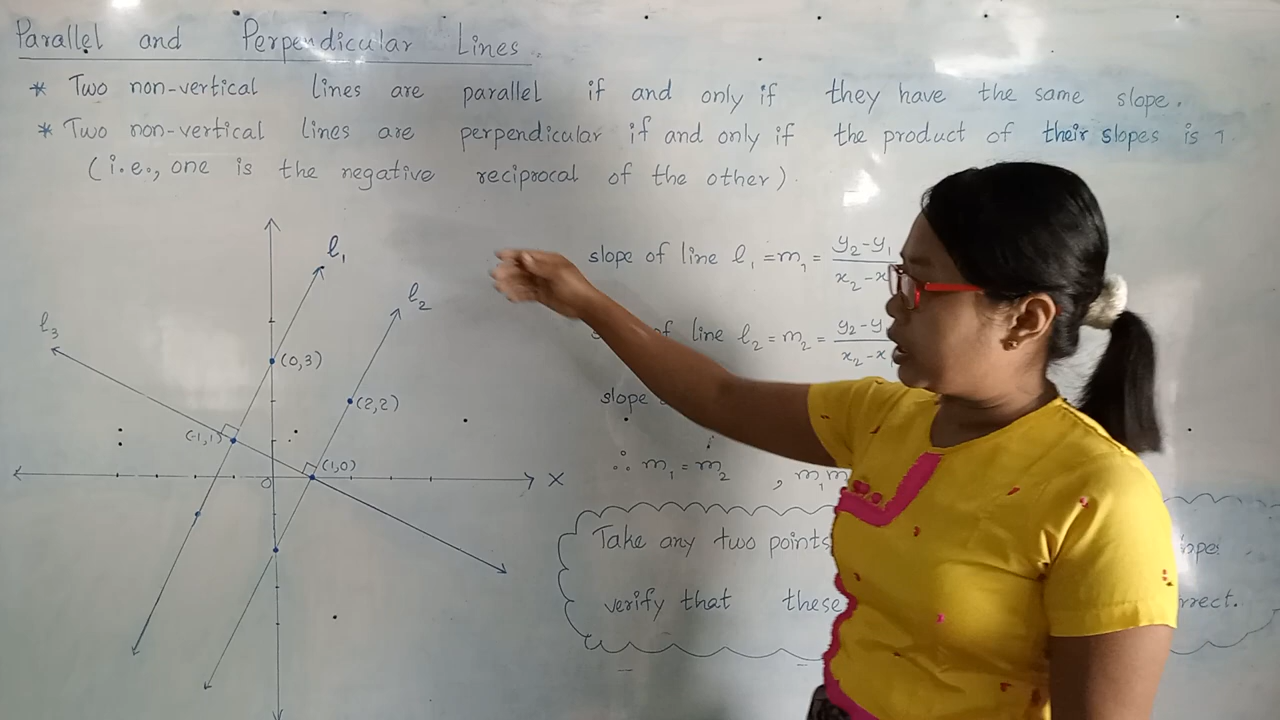 Parallel and Perpendicular Lines.
* Two non-vertical lines are parallel if and only if they have the same slope.
* Two non-vertical lines are perpendicular if and only if the product of their slopes is
(i.e., one is the negative reciprocal of the other).
slope of line l₁ = m₁ = y₂-y₁ / x₂-x
of line l₂ = m₂ = y₂-y / x₂-x
slope
∴ m₁ = m₂ , m₁m
Take any two points
verify that these
l₁
l₂
l₃
(0,3)
(2,2)
(-1,1)
(1,0)
0
X